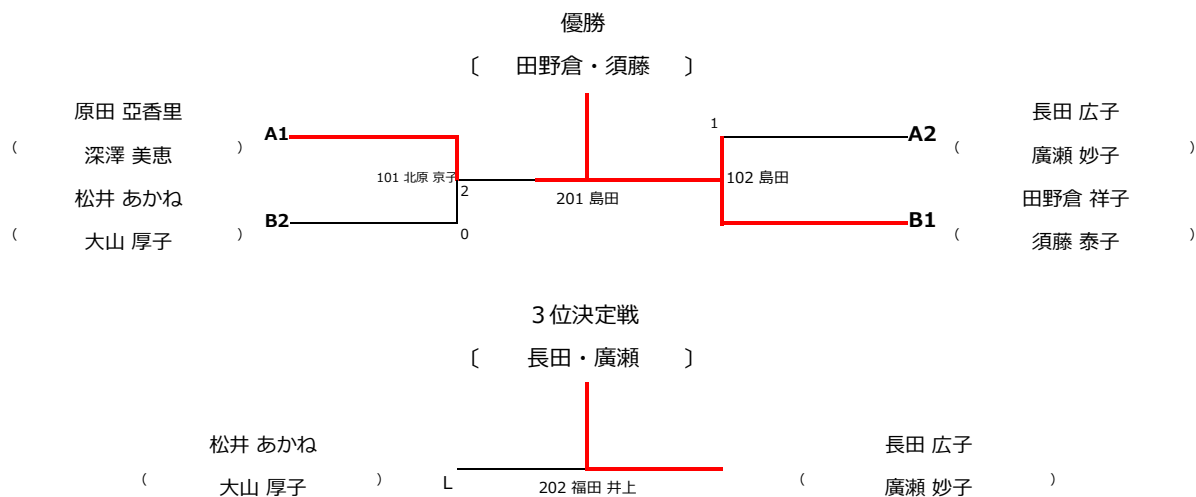 優勝
〔 田野倉・須藤 〕
原田 亞香里
（ 深澤 美恵 ）
A1
松井 あかね
（ 大山 厚子 ）
B2
101 北原 京子
2
0
201 島田
1
102 島田
A2
長田 広子
（ 廣瀬 妙子 ）
B1
田野倉 祥子
（ 須藤 泰子 ）
３位決定戦
〔 長田・廣瀬 〕
松井 あかね
（ 大山 厚子 ）
L
202 福田 井上
長田 広子
（ 廣瀬 妙子 ）